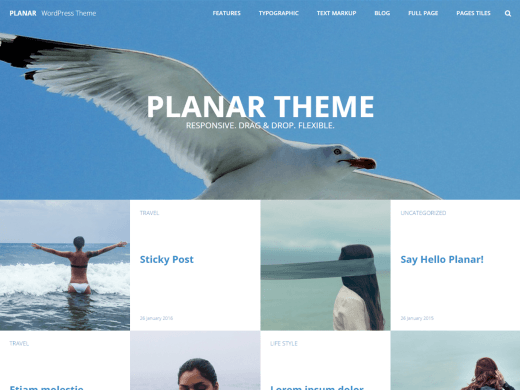 PLANAR WordPress Theme
FEATURES TYPOGRAPHIC TEXT MARKUP BLOG FULL PAGE PAGES TILES
PLANAR THEME
RESPONSIVE. DRAG & DROP. FLEXIBLE.
TRAVEL
Sticky Post
28 January 2016
UNCATEGORIZED
Say Hello Planar!
28 January 2016
TRAVEL
Etiam molestie
LIFE STYLE
Lorem ipsum dolor